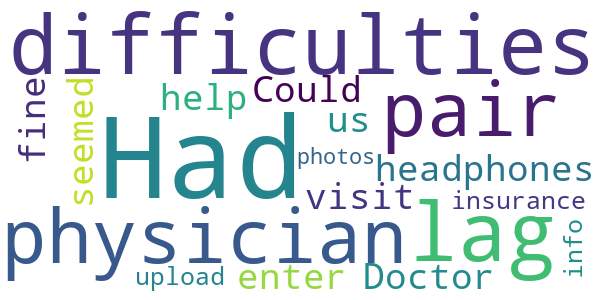 difficulties
fine
seemed
help
Could
us
pair
Had
photos
headphones
visit
insurance
physician
lag
info
upload
enter
Doctor